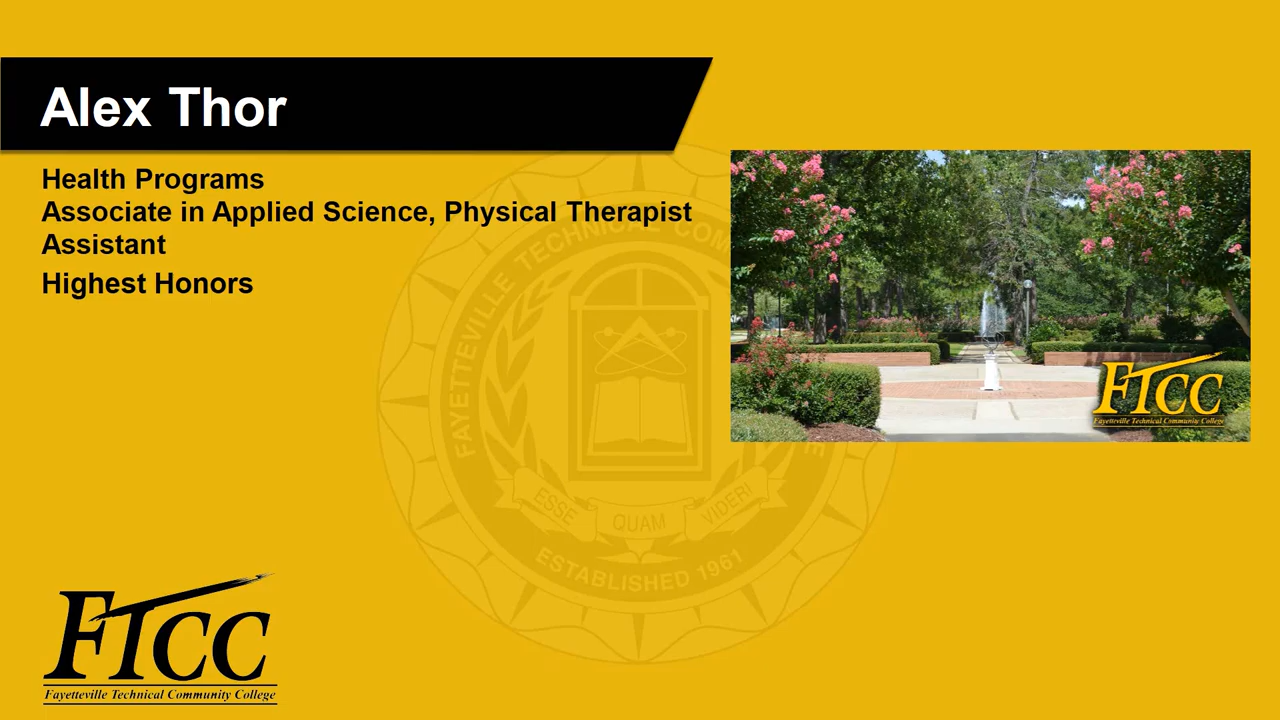 Alex Thor
Health Programs
Associate in Applied Science, Physical Therapist
Assistant
Highest Honors
FTCC
Fayetteville Technical Community College
FAYETTEVILLE TECHNICAL COM
E
ESSE QUAM VIDERI
ESTABLISHED 1961
FTCC
Fayetteville Technical Community College